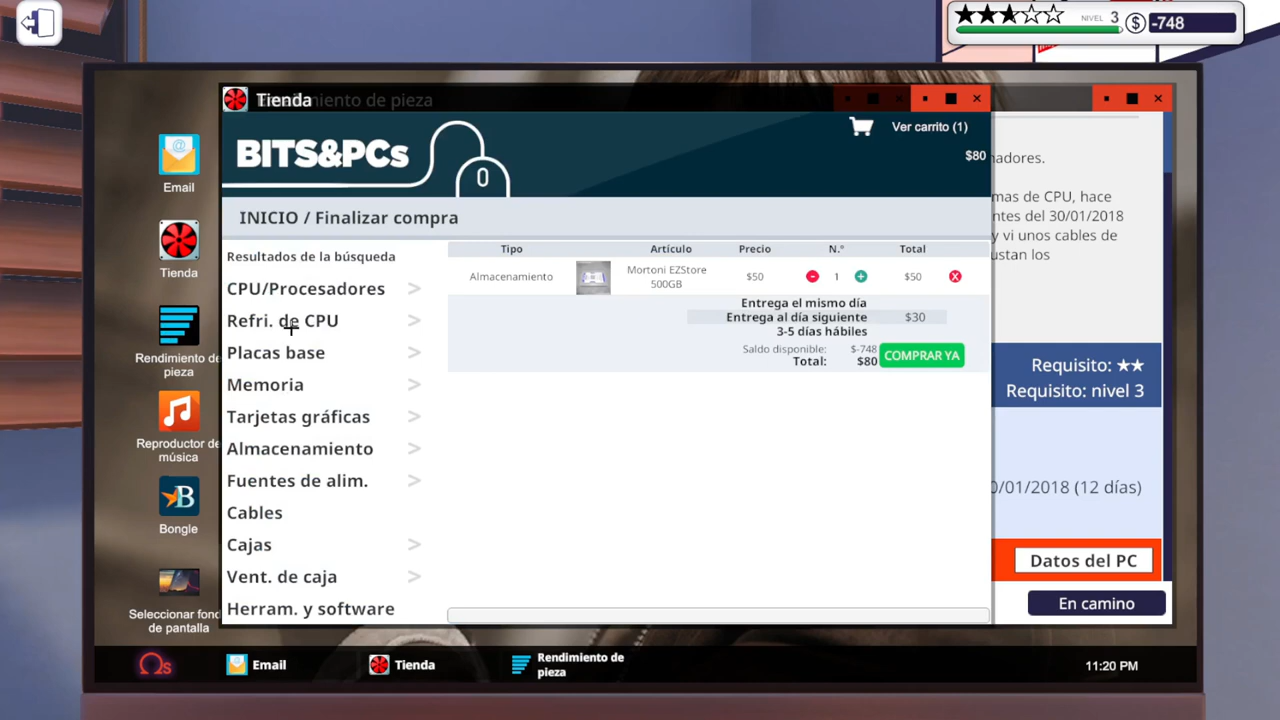 NIVEL 3 $ -748
Tienda
BITS&PCs
Ver carrito (1)
$80
INICIO / Finalizar compra
Resultados de la búsqueda
CPU/Procesadores >
Refri. de CPU >
Placas base >
Memoria >
Tarjetas gráficas >
Almacenamiento >
Fuentes de alim. >
Cables
Cajas >
Vent. de caja >
Herram. y software
Tipo Artículo Precio N.º Total
Almacenamiento Mortoni EZStore 500GB $50 1 $50
Entrega el mismo día
Entrega al día siguiente $30
3-5 días hábiles
Saldo disponible: $-748
Total: $80
COMPRAR YA
nadores.
mas de CPU, hace
ntes del 30/01/2018
y vi unos cables de
ustan los
Requisito: ★★
Requisito: nivel 3
0/01/2018 (12 días)
Datos del PC
En camino
Email
Tienda
Rendimiento de
pieza
Reproductor de
música
Bongle
Seleccionar fond
de pantalla
Os
Email
Tienda
Rendimiento de
pieza
11:20 PM